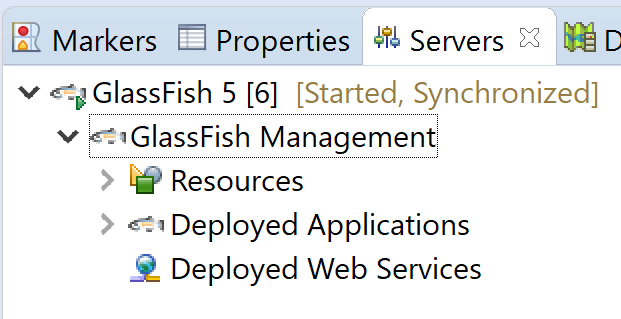 Markers Properties Servers D
GlassFish 5 [6] [Started, Synchronized]
GlassFish Management
Resources
Deployed Applications
Deployed Web Services